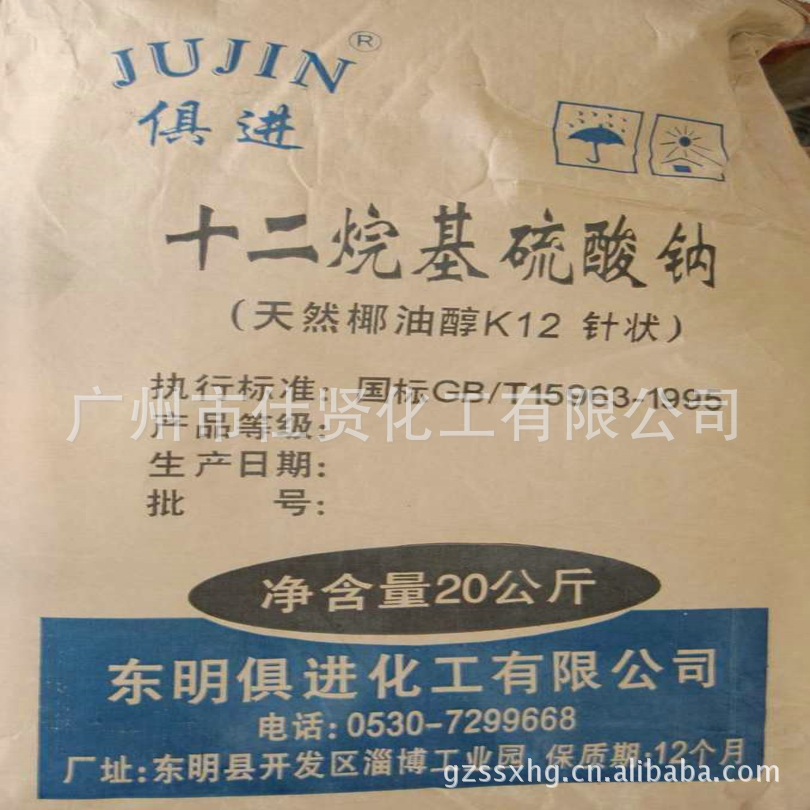 JUJIN®
俱进
十二烷基硫酸钠
(天然椰油醇K12 针状)
执行标准：国标GB/T15963-1995
广州市佳贤化工有限公司
产品等级：
生产日期：
批 号：
净含量20公斤
东明俱进化工有限公司
电话：0530-7299668
厂址：东明县开发区淄博工业园 保质期：12个月
gzssxhg.cn.alibaba.com